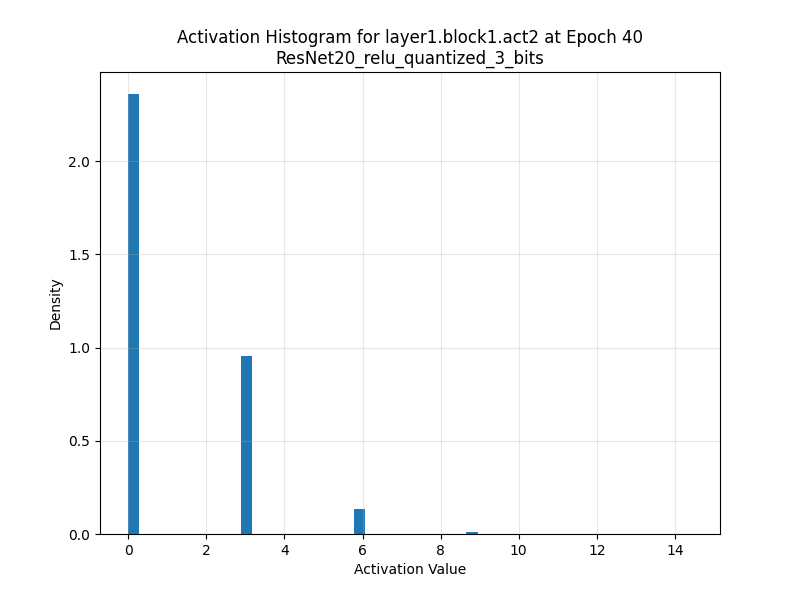 Activation Histogram for layer1.block1.act2 at Epoch 40
ResNet20_relu_quantized_3_bits
Density
2.0
1.5
1.0
0.5
0.0
0 2 4 6 8 10 12 14
Activation Value